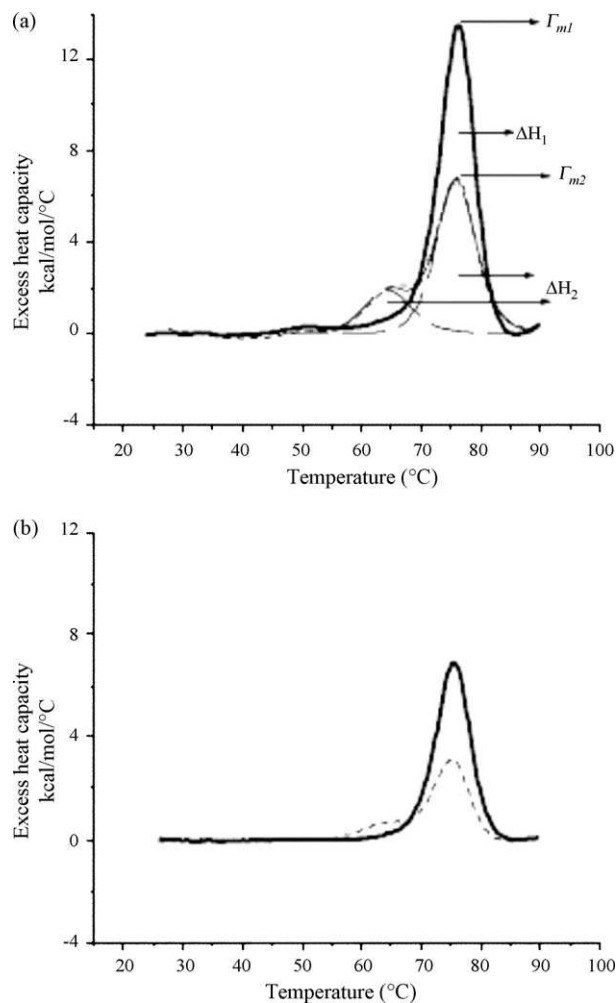 (a)
Γm1
12
ΔH1
8
Γm2
4
ΔH2
0
-4
Excess heat capacity
kcal/mol/°C
20 30 40 50 60 70 80 90 100
Temperature (°C)
(b)
12
8
4
0
-4
Excess heat capacity
kcal/mol/°C
20 30 40 50 60 70 80 90 100
Temperature (°C)